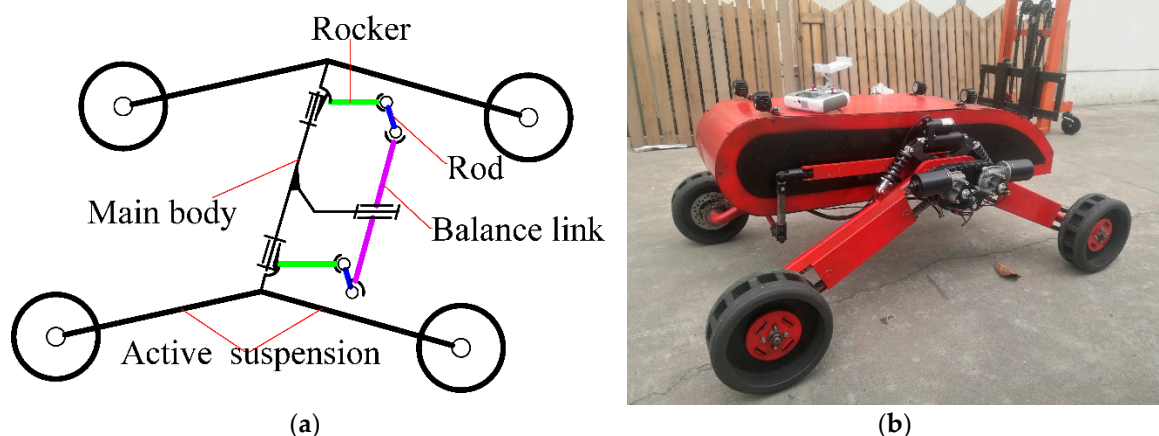 Rocker
Rod
Main body
Balance link
Active suspension
(a)
(b)